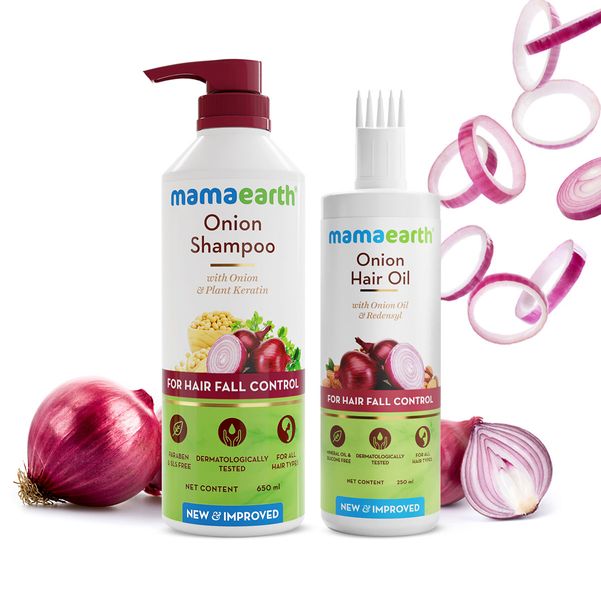 mamaearth®
Onion
Shampoo
with Onion
& Plant Keratin
FOR HAIR FALL CONTROL
PARABEN
& SLS FREE
DERMATOLOGICALLY
TESTED
FOR ALL
HAIR TYPES
NET CONTENT 650 ml
NEW & IMPROVED
mamaearth®
Onion
Hair Oil
with Onion Oil
& Redensyl
FOR HAIR FALL CONTROL
MINERAL OIL &
SILICONE FREE
DERMATOLOGICALLY
TESTED
FOR ALL
HAIR TYPES
NET CONTENT 250 ml
NEW & IMPROVED